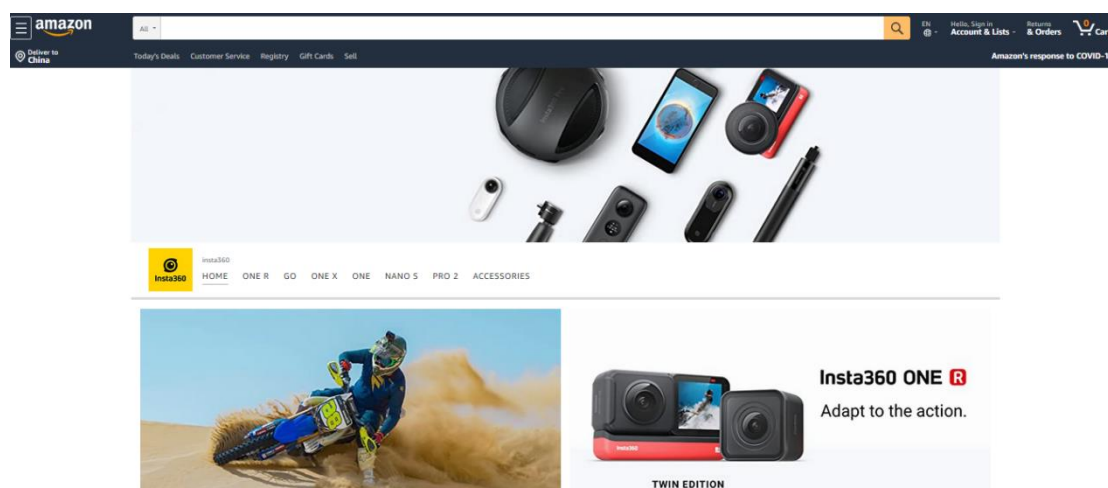 amazon
All
EN
Hello, Sign in
Account & Lists
Returns
& Orders
0
Car
Deliver to
China
Today's Deals Customer Service Registry Gift Cards Sell
Amazon's response to COVID-1
insta360
Insta360
HOME ONE R GO ONE X ONE NANO S PRO 2 ACCESSORIES
Insta360 ONE R
Adapt to the action.
Insta360
TWIN EDITION